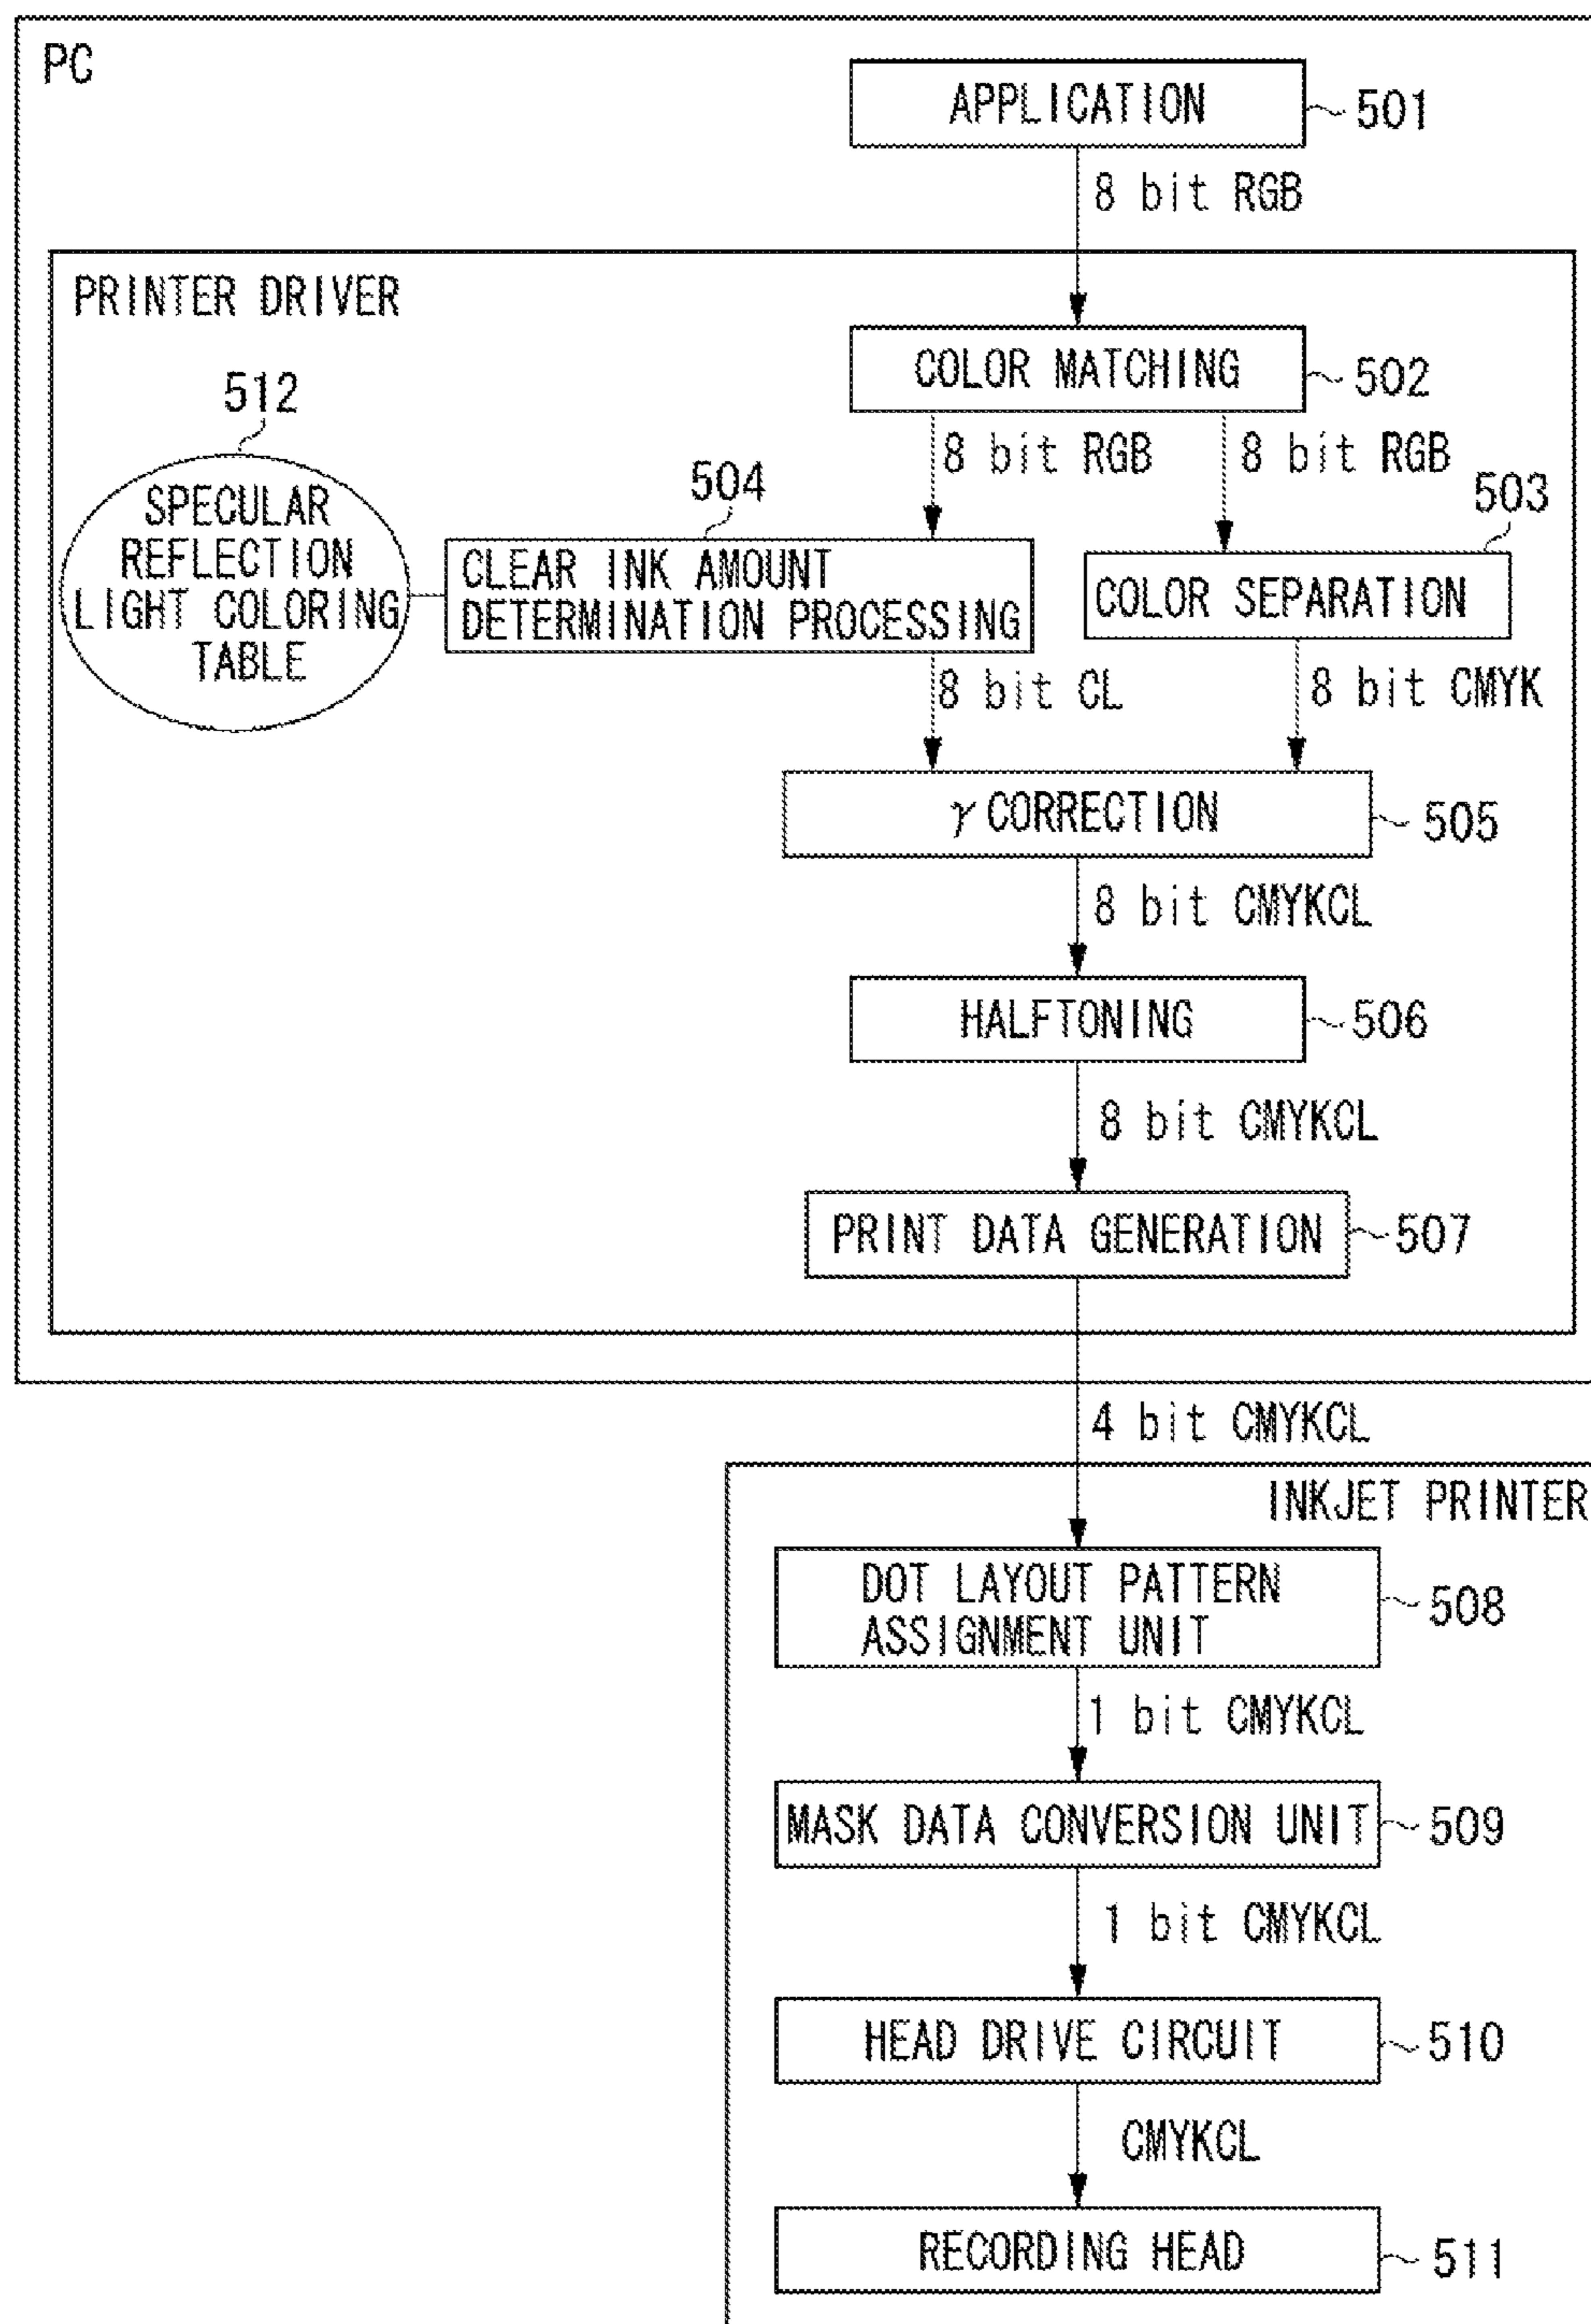 PC
APPLICATION
501
8 bit RGB
PRINTER DRIVER
COLOR MATCHING
502
512
8 bit RGB
8 bit RGB
504
503
SPECULAR
REFLECTION
LIGHT COLORING
TABLE
CLEAR INK AMOUNT
DETERMINATION PROCESSING
COLOR SEPARATION
8 bit CL
8 bit CMYK
γ CORRECTION
505
8 bit CMYKCL
HALFTONING
506
8 bit CMYKCL
PRINT DATA GENERATION
507
4 bit CMYKCL
INKJET PRINTER
DOT LAYOUT PATTERN
ASSIGNMENT UNIT
508
1 bit CMYKCL
MASK DATA CONVERSION UNIT
509
1 bit CMYKCL
HEAD DRIVE CIRCUIT
510
CMYKCL
RECORDING HEAD
511